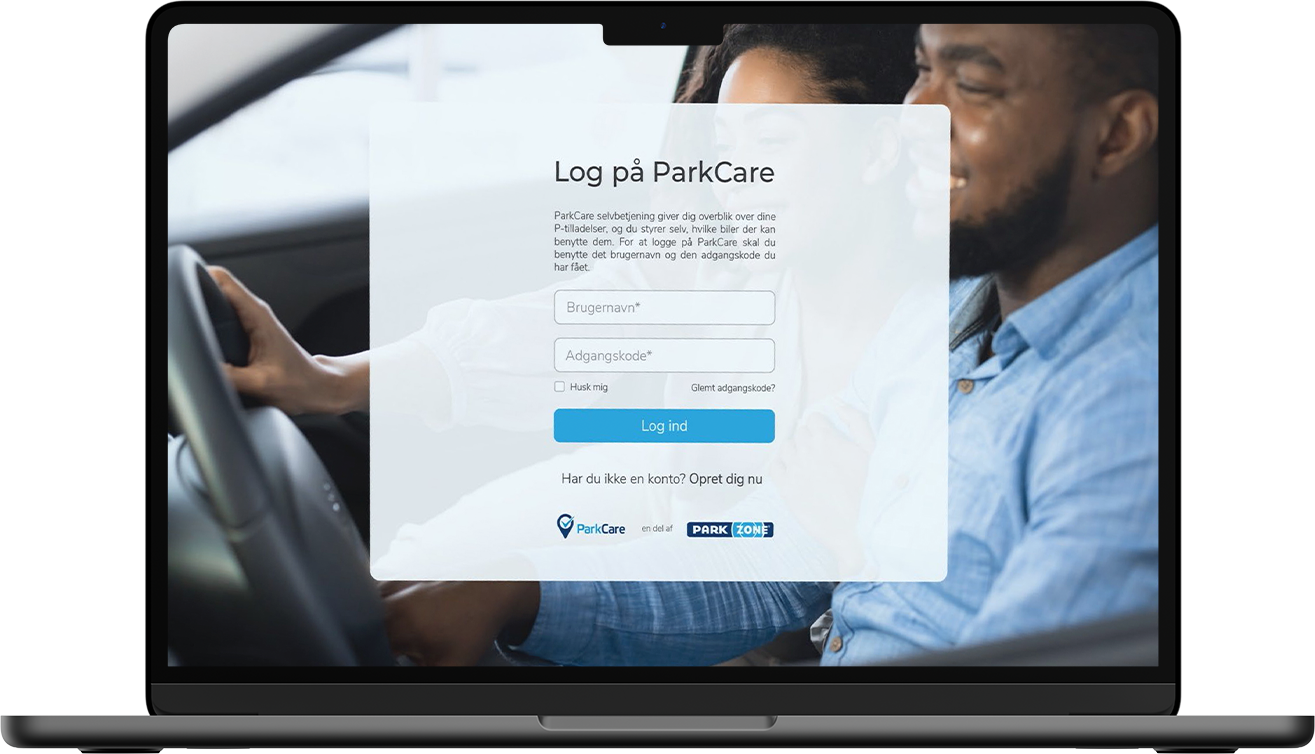 Log på ParkCare
ParkCare selvbetjening giver dig overblik over dine
P-tilladelser, og du styrer selv, hvilke biler der kan
benytte dem. For at logge på ParkCare skal du
benytte det brugernavn og den adgangskode du
har fået.
Brugernavn*
Adgangskode*
Husk mig Glemt adgangskode?
Log ind
Har du ikke en konto? Opret dig nu
ParkCare en del af PARK ZONE